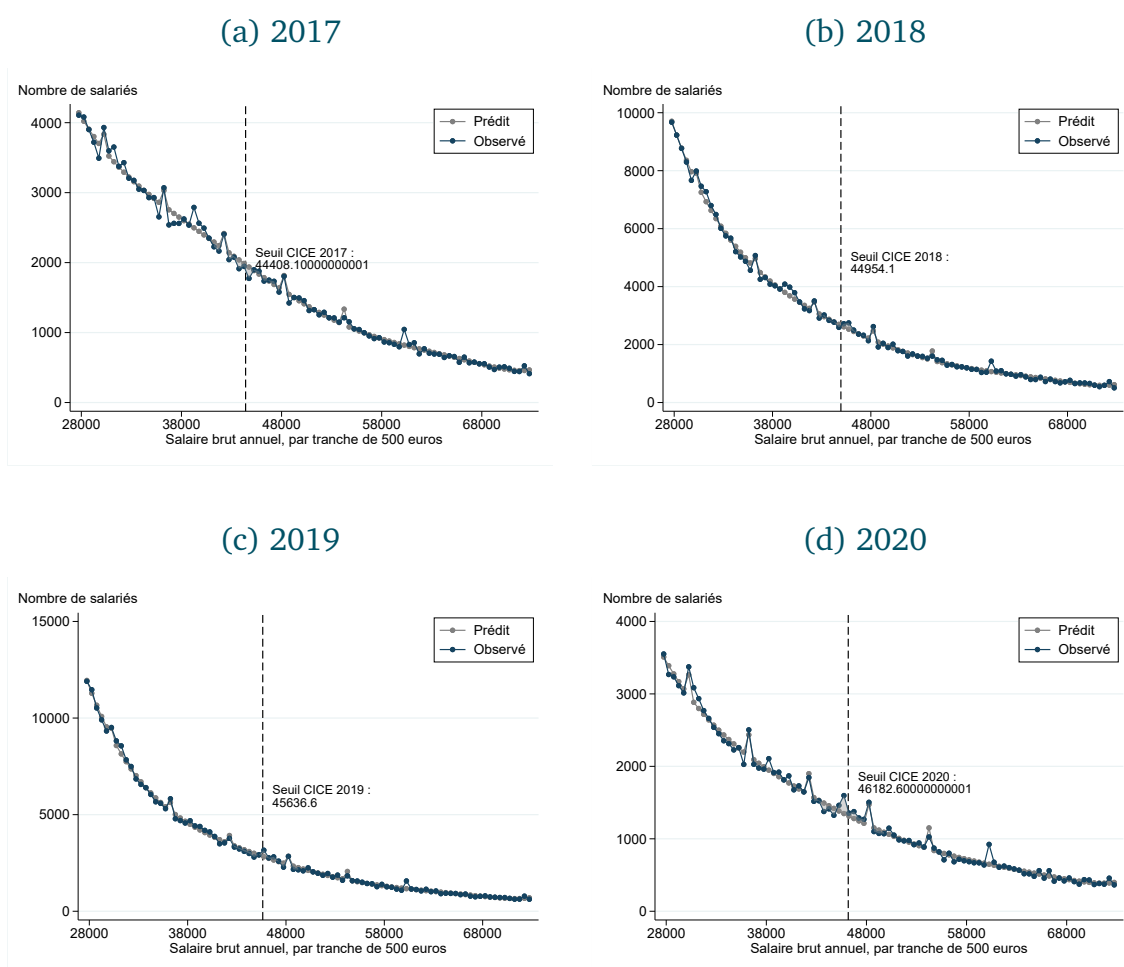 (a) 2017
Nombre de salariés
4000
3000
2000
1000
0
Prédit
Observé
Seuil CICE 2017 :
44408.10000000001
28000 38000 48000 58000 68000
Salaire brut annuel, par tranche de 500 euros
(b) 2018
Nombre de salariés
10000
8000
6000
4000
2000
0
Prédit
Observé
Seuil CICE 2018 :
44954.1
28000 38000 48000 58000 68000
Salaire brut annuel, par tranche de 500 euros
(c) 2019
Nombre de salariés
15000
10000
5000
0
Prédit
Observé
Seuil CICE 2019 :
45636.6
28000 38000 48000 58000 68000
Salaire brut annuel, par tranche de 500 euros
(d) 2020
Nombre de salariés
4000
3000
2000
1000
0
Prédit
Observé
Seuil CICE 2020 :
46182.60000000001
28000 38000 48000 58000 68000
Salaire brut annuel, par tranche de 500 euros